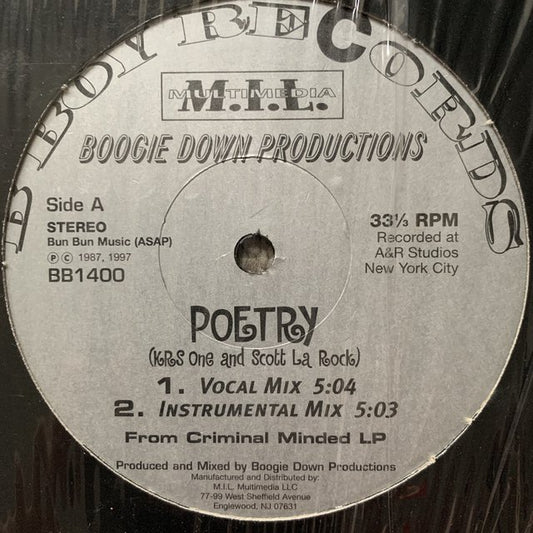 B BOY RECORDS
MULTIMEDIA
M.I.L.
BOOGIE DOWN PRODUCTIONS
Side A
STEREO
Bun Bun Music (ASAP)
Ⓟ © 1987, 1997
BB1400
33⅓ RPM
Recorded at
A&R Studios
New York City
POETRY
(KRS One and Scott La Rock)
1. VOCAL MIX 5:04
2. INSTRUMENTAL MIX 5:03
From Criminal Minded LP
Produced and Mixed by Boogie Down Productions
Manufactured and Distributed by:
M.I.L. Multimedia LLC
77-99 West Sheffield Avenue
Englewood, NJ 07631